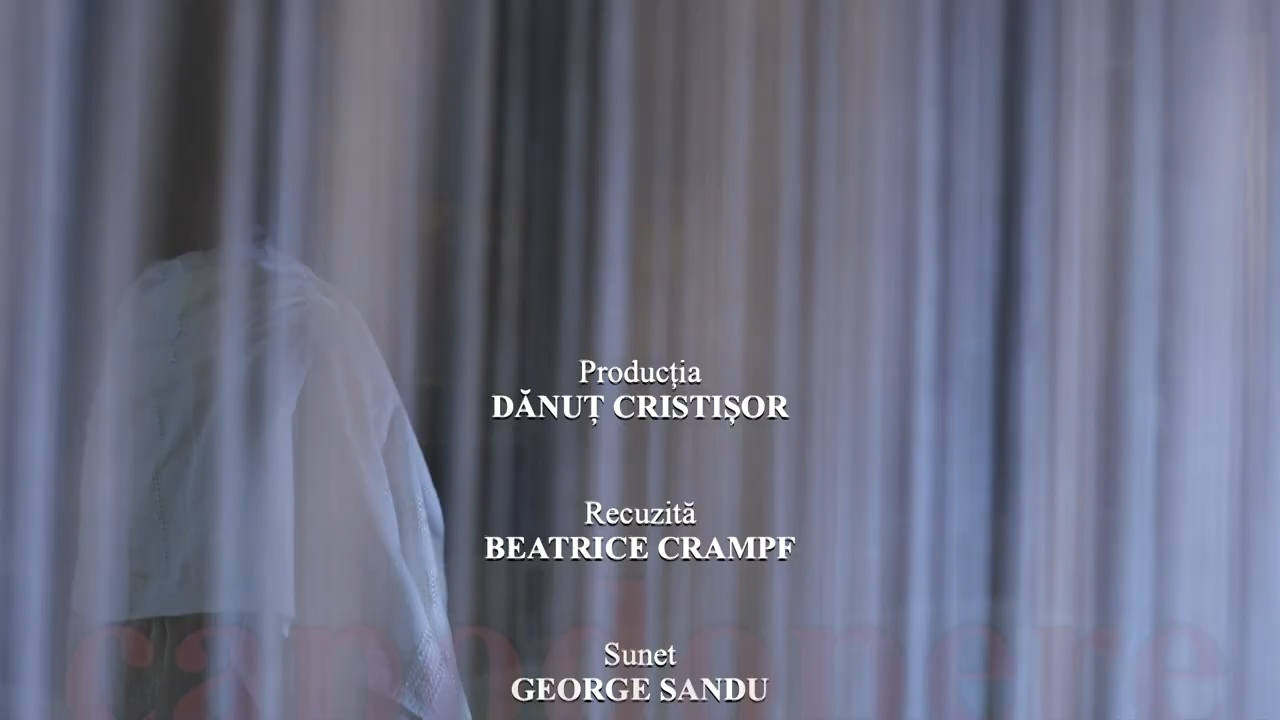 Producția
DĂNUȚ CRISTIȘOR
Recuzită
BEATRICE CRAMPF
Sunet
GEORGE SANDU